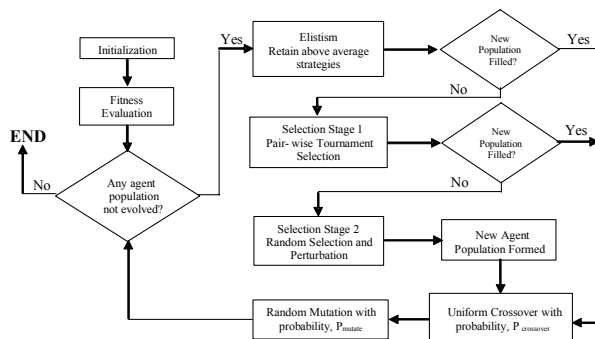 Initialization
Fitness
Evaluation
END
No
Any agent
population
not evolved?
Yes
Elistism
Retain above average
strategies
New
Population
Filled?
Yes
No
Selection Stage 1
Pair- wise Tournament
Selection
New
Population
Filled?
Yes
No
Selection Stage 2
Random Selection and
Perturbation
New Agent
Population Formed
Random Mutation with
probability, Pmutate
Uniform Crossover with
probability, P crossover